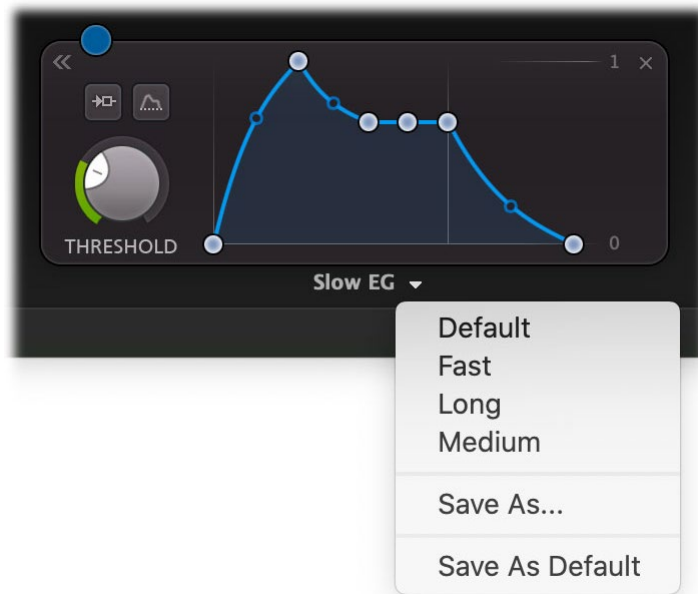 1
THRESHOLD
0
Slow EG
Default
Fast
Long
Medium
Save As...
Save As Default